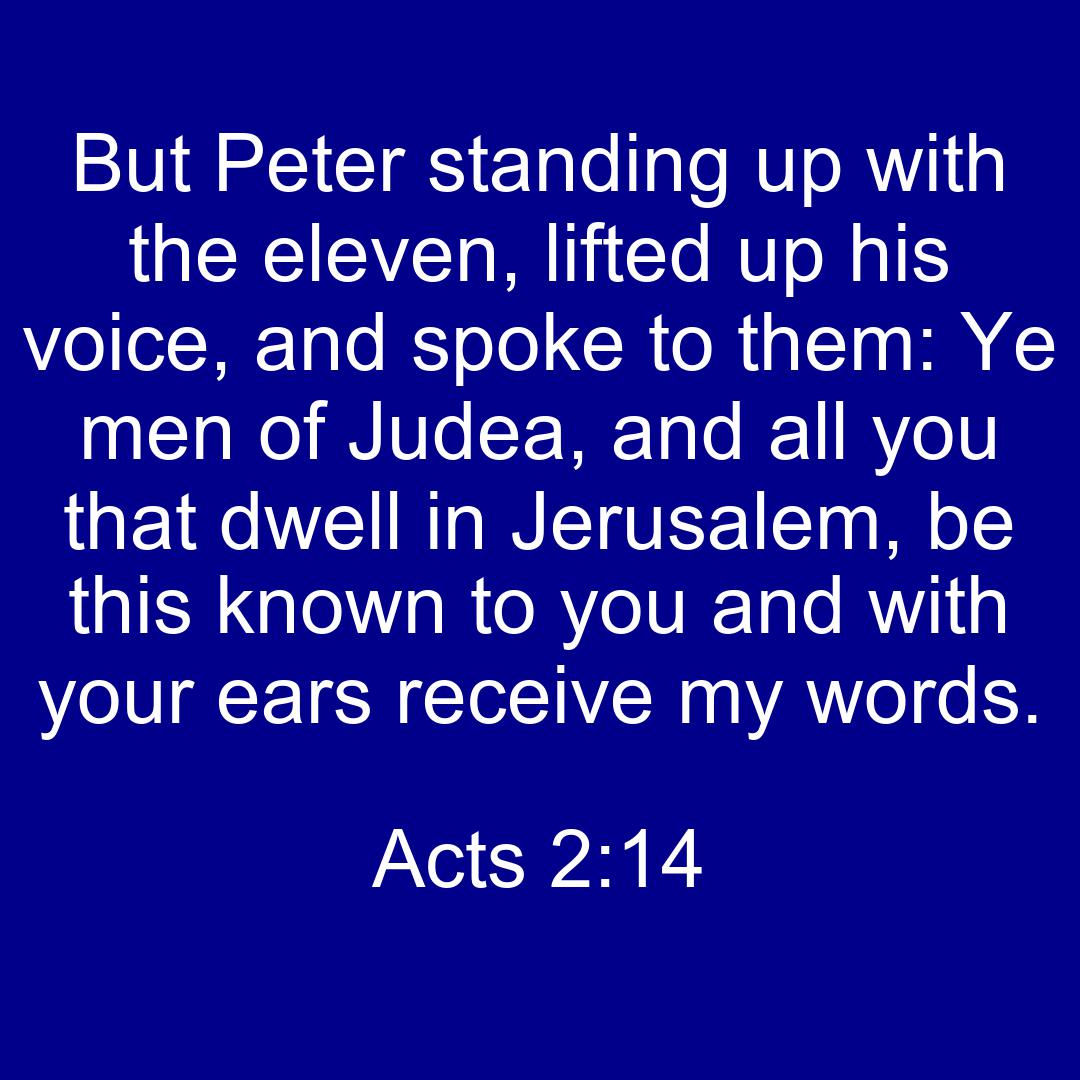 But Peter standing up with
the eleven, lifted up his
voice, and spoke to them: Ye
men of Judea, and all you
that dwell in Jerusalem, be
this known to you and with
your ears receive my words.
Acts 2:14